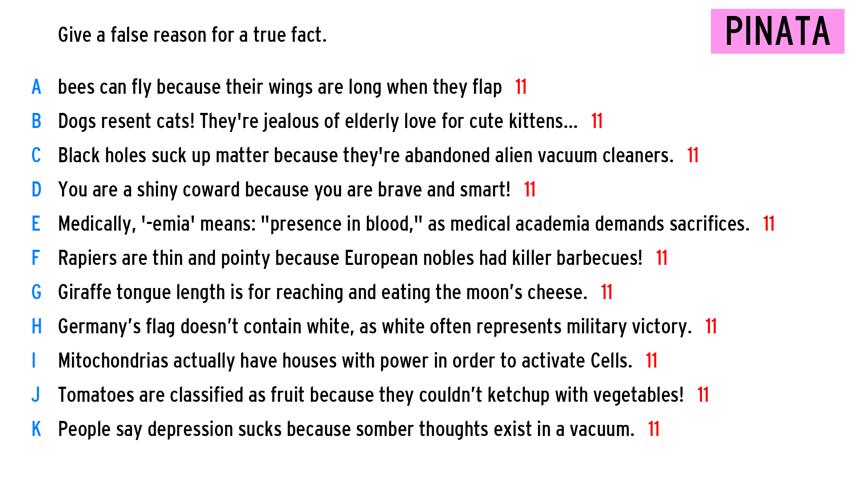 Give a false reason for a true fact.
PINATA
A bees can fly because their wings are long when they flap 11
B Dogs resent cats! They're jealous of elderly love for cute kittens... 11
C Black holes suck up matter because they're abandoned alien vacuum cleaners. 11
D You are a shiny coward because you are brave and smart! 11
E Medically, '-emia' means: "presence in blood," as medical academia demands sacrifices. 11
F Rapiers are thin and pointy because European nobles had killer barbecues! 11
G Giraffe tongue length is for reaching and eating the moon’s cheese. 11
H Germany’s flag doesn’t contain white, as white often represents military victory. 11
I Mitochondrias actually have houses with power in order to activate Cells. 11
J Tomatoes are classified as fruit because they couldn’t ketchup with vegetables! 11
K People say depression sucks because somber thoughts exist in a vacuum. 11